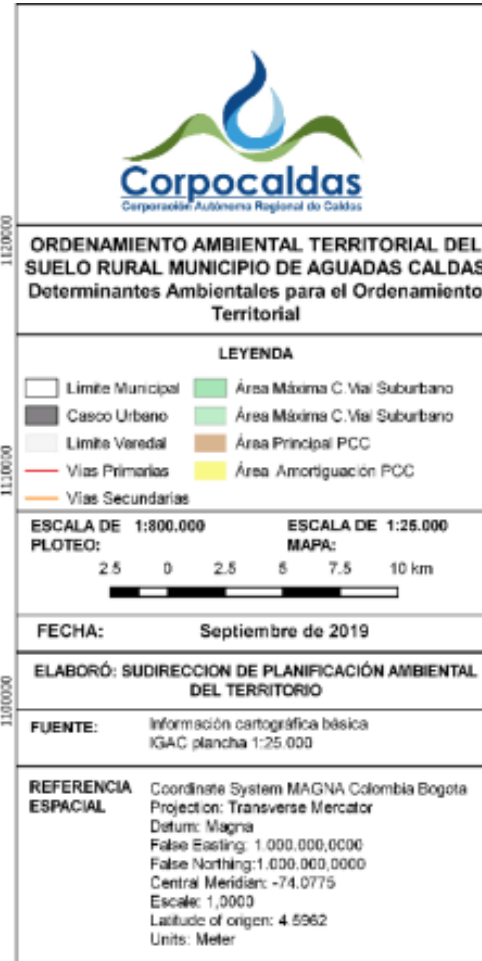 Corpocaldas
Corporación Autónoma Regional de Caldas
ORDENAMIENTO AMBIENTAL TERRITORIAL DEL
SUELO RURAL MUNICIPIO DE AGUADAS CALDAS
Determinantes Ambientales para el Ordenamiento
Territorial
LEYENDA
Limite Municipal Área Máxima C.Vial Suburbano
Casco Urbano Área Máxima C.Vial Suburbano
Limite Veredal Área Principal PCC
Vias Primarias Área Amortiguación PCC
Vías Secundarias
ESCALA DE 1:800.000 ESCALA DE 1:25.000
PLOTEO: MAPA:
2.5 0 2.5 5 7.5 10 km
FECHA: Septiembre de 2019
ELABORÓ: SUDIRECCION DE PLANIFICACIÓN AMBIENTAL
DEL TERRITORIO
FUENTE: Información cartográfica básica
IGAC plancha 1:25.000
REFERENCIA Coordinate System MAGNA Colombia Bogota
ESPACIAL Projection: Transverse Mercator
Datum: Magna
False Easting: 1.000.000,0000
False Northing:1.000.000,0000
Central Meridian: -74.0775
Escale: 1,0000
Latitude of origen: 4.5962
Units: Meter
1120000
1110000
1100000